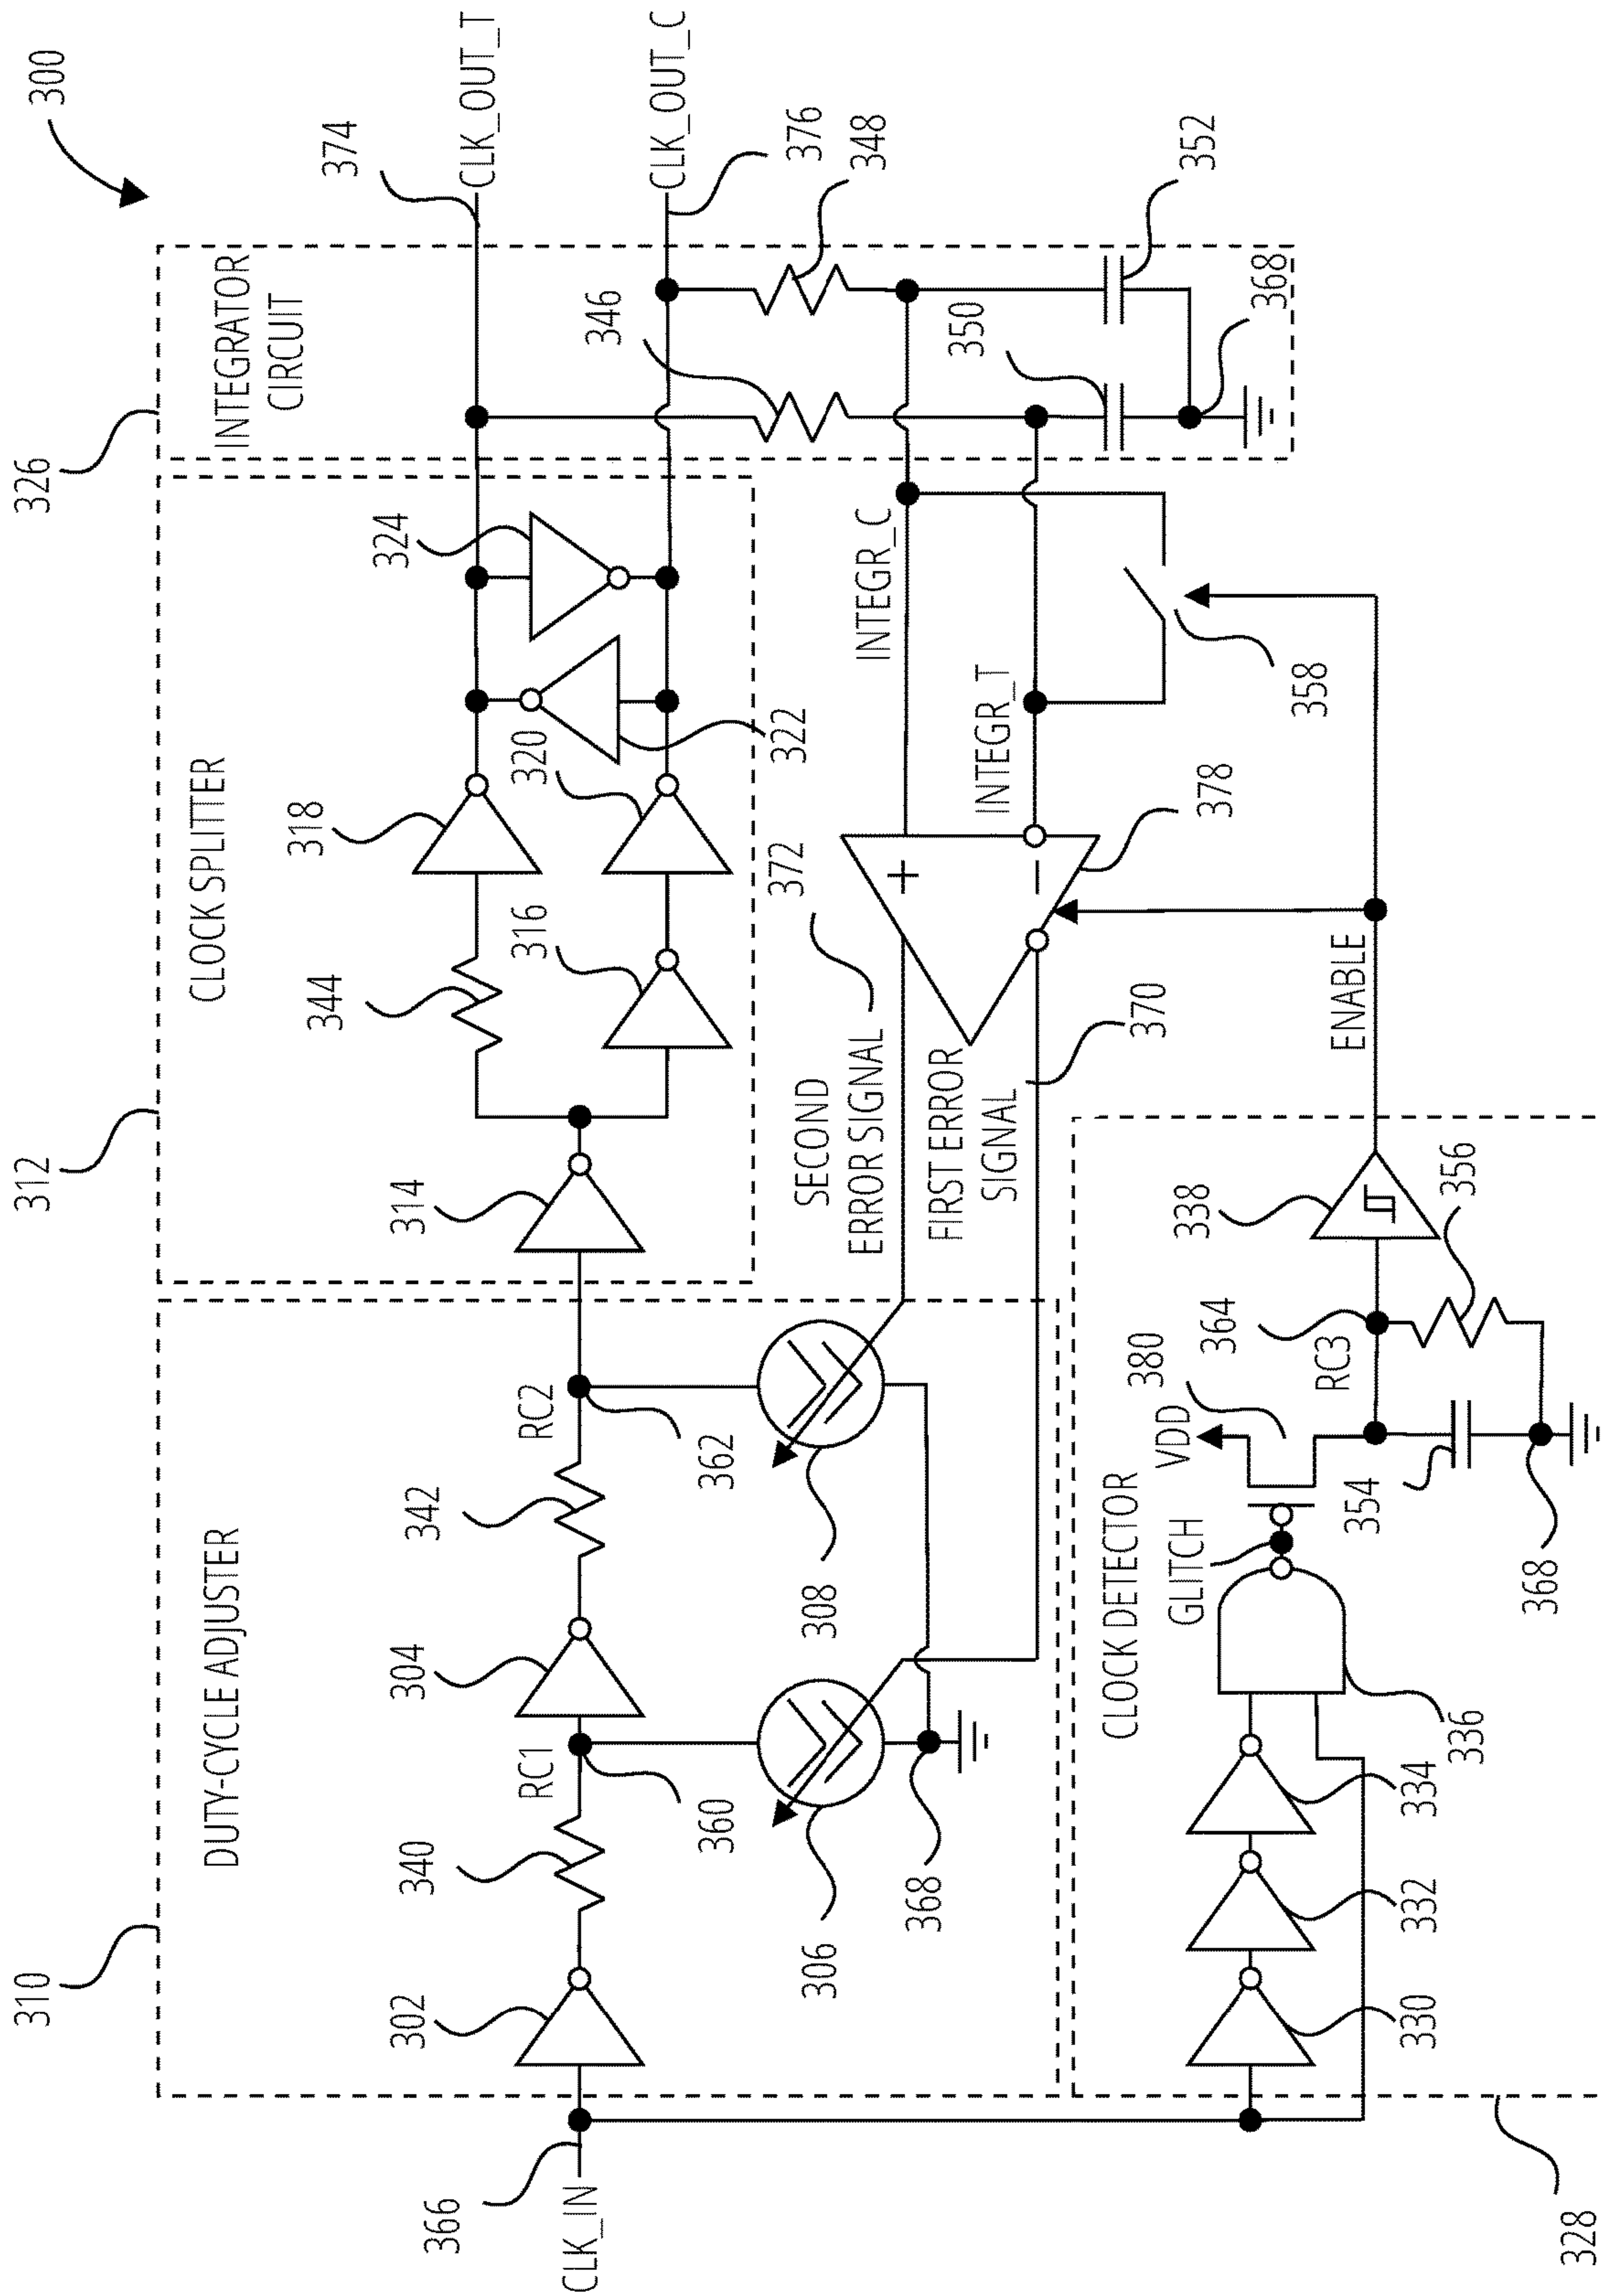 300
326
312
310
INTEGRATOR
CIRCUIT
CLOCK SPLITTER
DUTY-CYCLE ADJUSTER
374
CLK_OUT_T
CLK_OUT_C
376
348
352
346
350
368
324
322
320
318
316
344
314
372
INTEGR_C
INTEGR_T
358
378
+
−
SECOND
ERROR SIGNAL
FIRST ERROR
SIGNAL
370
ENABLE
RC2
362
342
308
304
RC1
360
340
306
368
302
366
CLK_IN
CLOCK DETECTOR
GLITCH
VDD
380
RC3
364
338
356
354
368
336
334
332
330
328